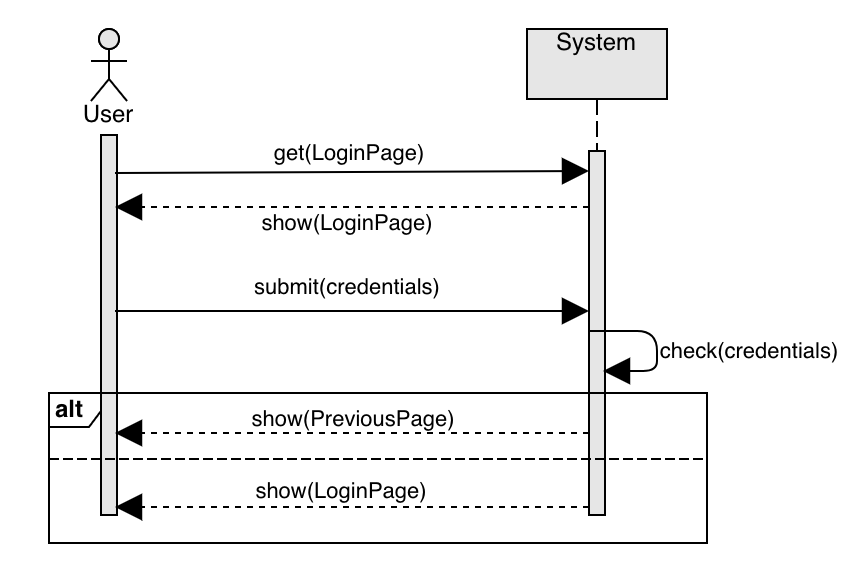 System
User
get(LoginPage)
show(LoginPage)
submit(credentials)
check(credentials)
alt
show(PreviousPage)
show(LoginPage)